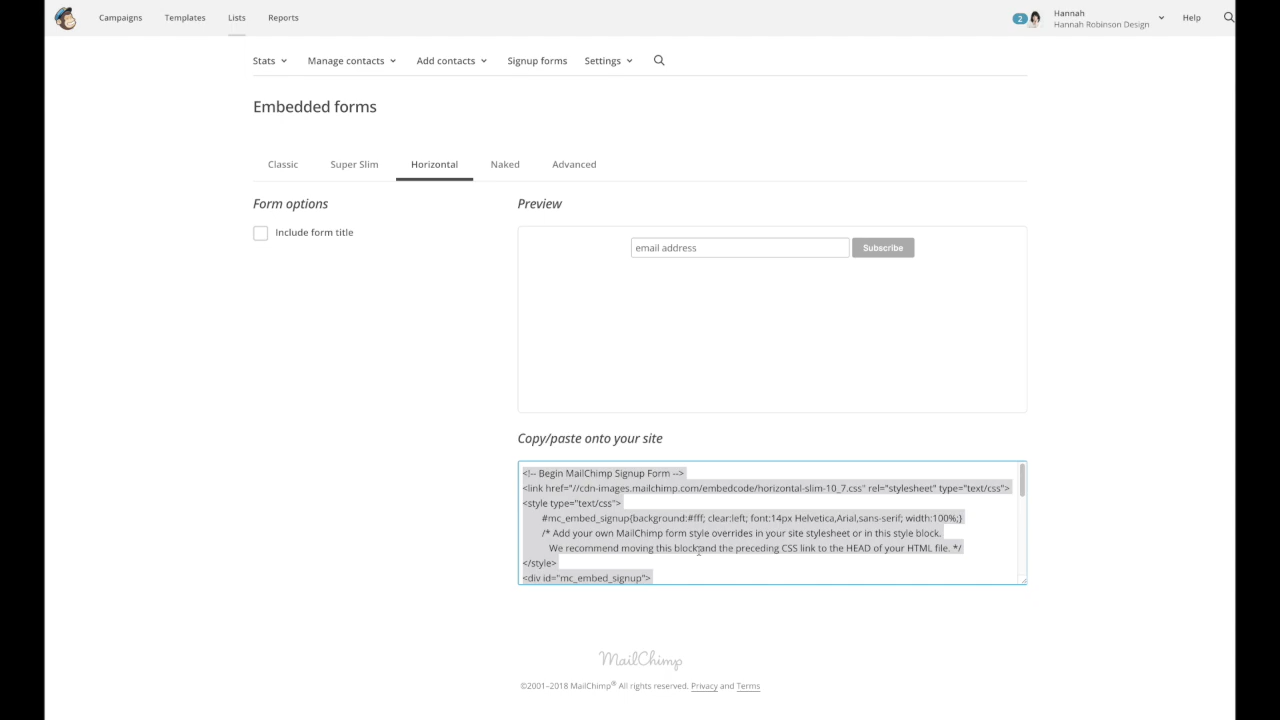 Campaigns Templates Lists Reports 2 Hannah Help
Hannah Robinson Design
Stats Manage contacts Add contacts Signup forms Settings
Embedded forms
Classic Super Slim Horizontal Naked Advanced
Form options
Include form title
Preview
email address Subscribe
Copy/paste onto your site
<!-- Begin MailChimp Signup Form -->
<link href="//cdn-images.mailchimp.com/embedcode/horizontal-slim-10_7.css" rel="stylesheet" type="text/css">
<style type="text/css">
#mc_embed_signup{background:#fff; clear:left; font:14px Helvetica,Arial,sans-serif; width:100%;}
/* Add your own MailChimp form style overrides in your site stylesheet or in this style block.
We recommend moving this block and the preceding CSS link to the HEAD of your HTML file. */
</style>
<div id="mc_embed_signup">
MailChimp
©2001–2018 MailChimp® All rights reserved. Privacy and Terms